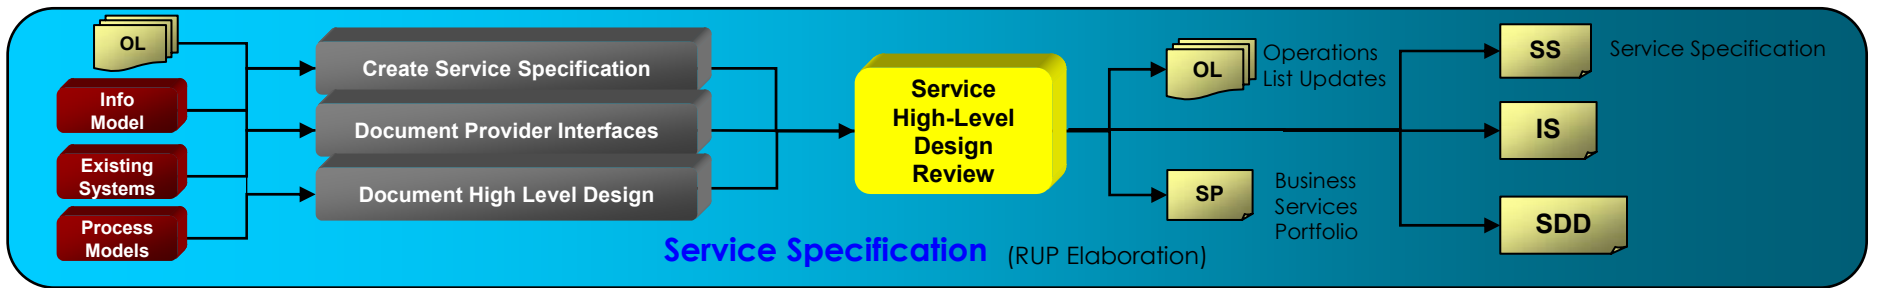 OL
Info
Model
Existing
Systems
Process
Models
Create Service Specification
Document Provider Interfaces
Document High Level Design
Service
High-Level
Design
Review
OL
Operations
List Updates
SP
Business
Services
Portfolio
SS
Service Specification
IS
SDD
Service Specification (RUP Elaboration)